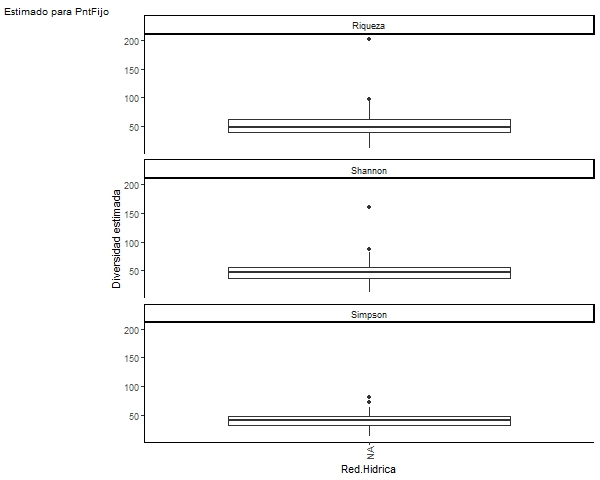 Estimado para PntFijo
Riqueza
200
150
100
50
Shannon
200
150
100
50
Simpson
200
150
100
50
Diversidad estimada
NA
Red.Hidrica